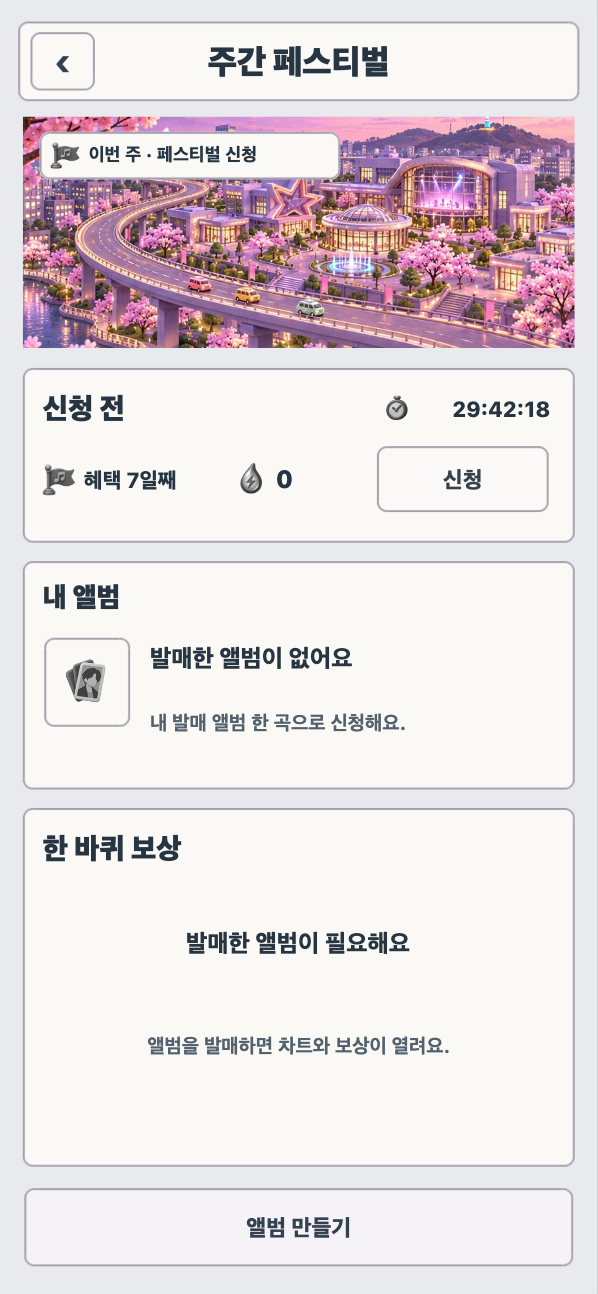 ‹
주간 페스티벌
이번 주 · 페스티벌 신청
신청 전
29:42:18
혜택 7일째
0
신청
내 앨범
발매한 앨범이 없어요
내 발매 앨범 한 곡으로 신청해요.
한 바퀴 보상
발매한 앨범이 필요해요
앨범을 발매하면 차트와 보상이 열려요.
앨범 만들기